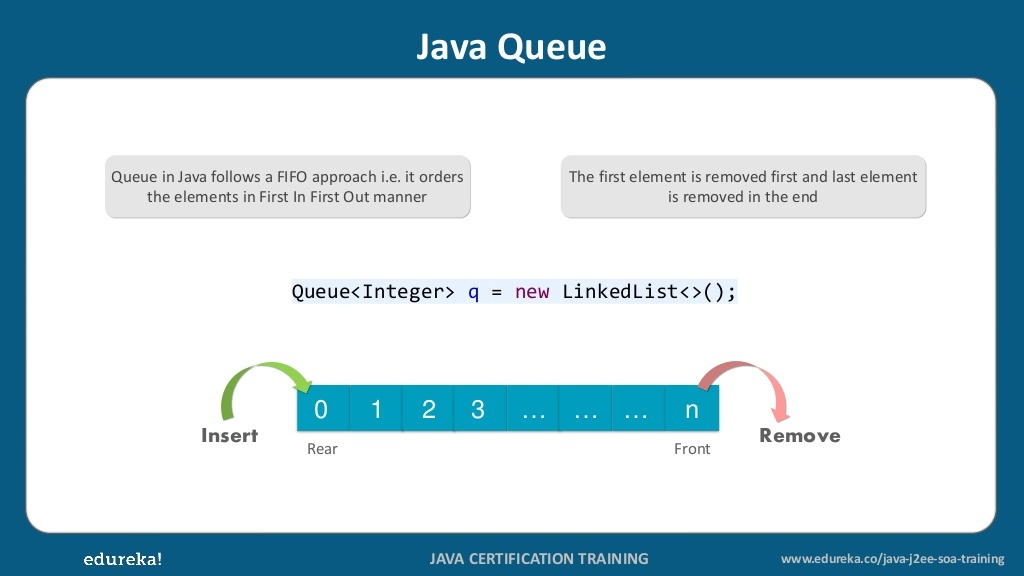 Java Queue
Queue in Java follows a FIFO approach i.e. it orders
the elements in First In First Out manner
The first element is removed first and last element
is removed in the end
Queue<Integer> q = new LinkedList<>();
0 1 2 3 ... ... ... n
Insert
Remove
Rear
Front
edureka!
JAVA CERTIFICATION TRAINING
www.edureka.co/java-j2ee-soa-training